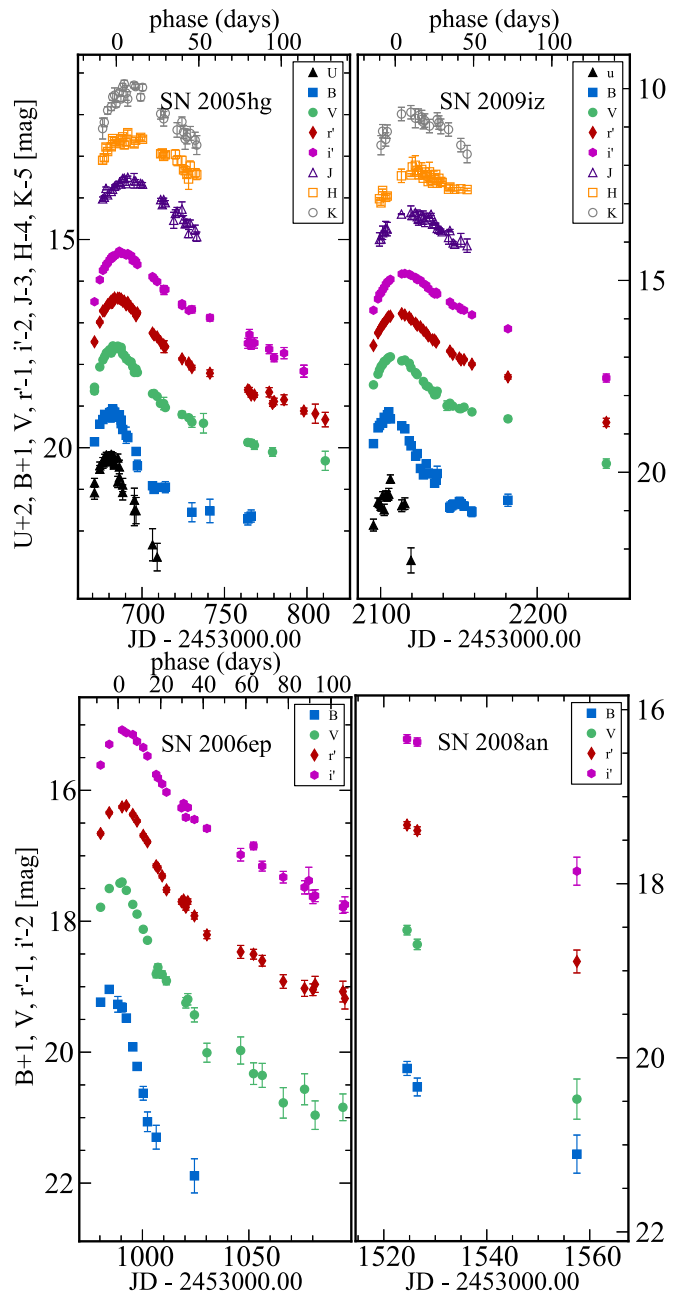 phase (days)
phase (days)
0 50 100
0 50 100
SN 2005hg
U
B
V
r'
i'
J
H
K
SN 2009iz
u
B
V
r'
i'
J
H
K
10
15
20
15
20
U+2, B+1, V, r'-1, i'-2, J-3, H-4, K-5 [mag]
700 750 800
2100 2200
JD - 2453000.00
JD - 2453000.00
phase (days)
0 20 40 60 80 100
SN 2006ep
B
V
r'
i'
SN 2008an
B
V
r'
i'
16
18
20
22
16
18
20
22
B+1, V, r'-1, i'-2 [mag]
1000 1050
1520 1540 1560
JD - 2453000.00
JD - 2453000.00